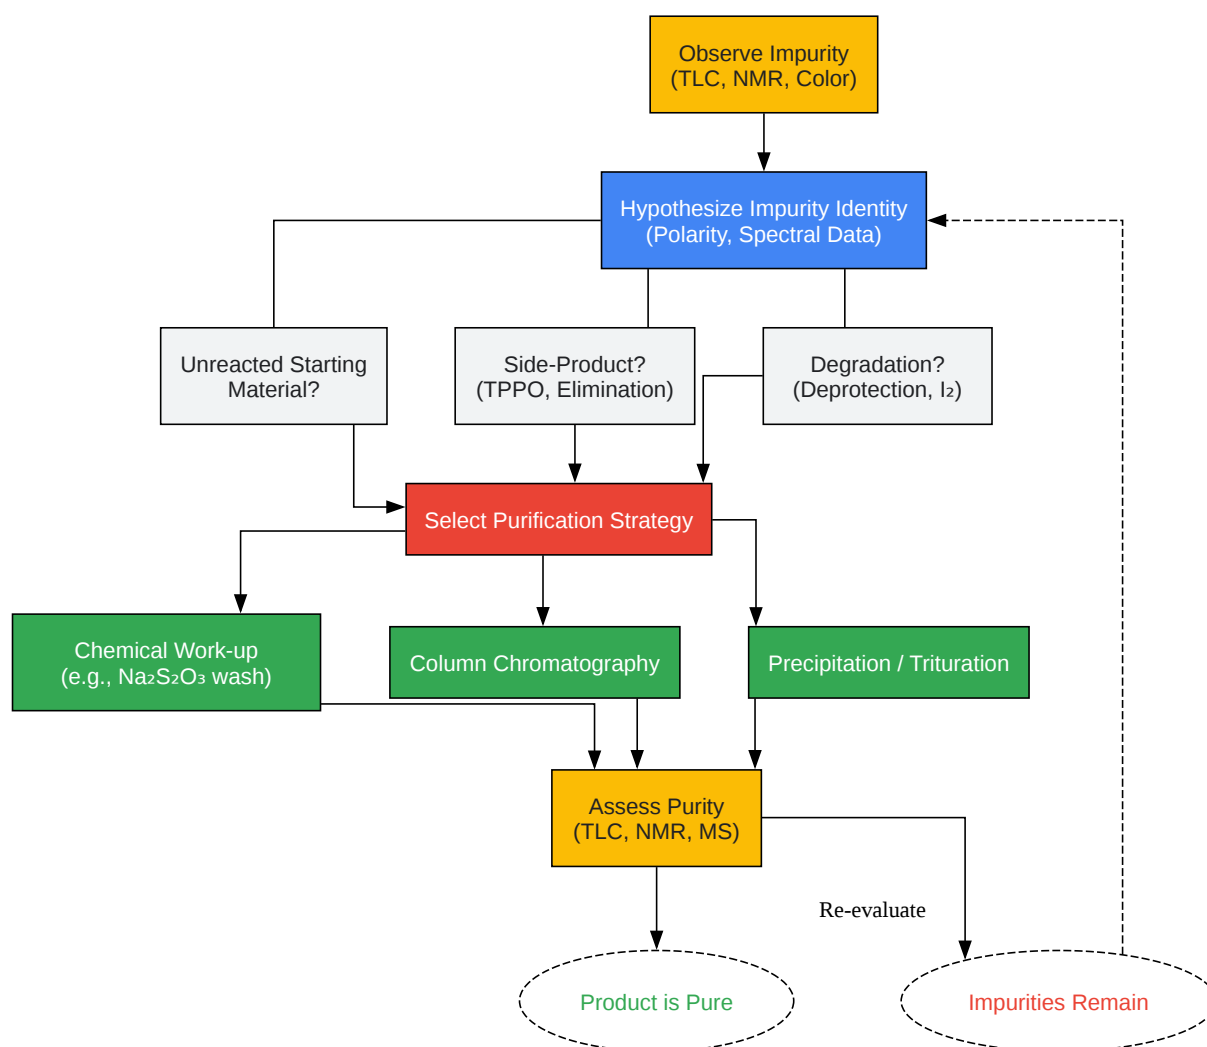 Observe Impurity
(TLC, NMR, Color)
Hypothesize Impurity Identity
(Polarity, Spectral Data)
Unreacted Starting
Material?
Side-Product?
(TPPO, Elimination)
Degradation?
(Deprotection, I₂)
Select Purification Strategy
Chemical Work-up
(e.g., Na₂S₂O₃ wash)
Column Chromatography
Precipitation / Trituration
Assess Purity
(TLC, NMR, MS)
Re-evaluate
Product is Pure
Impurities Remain